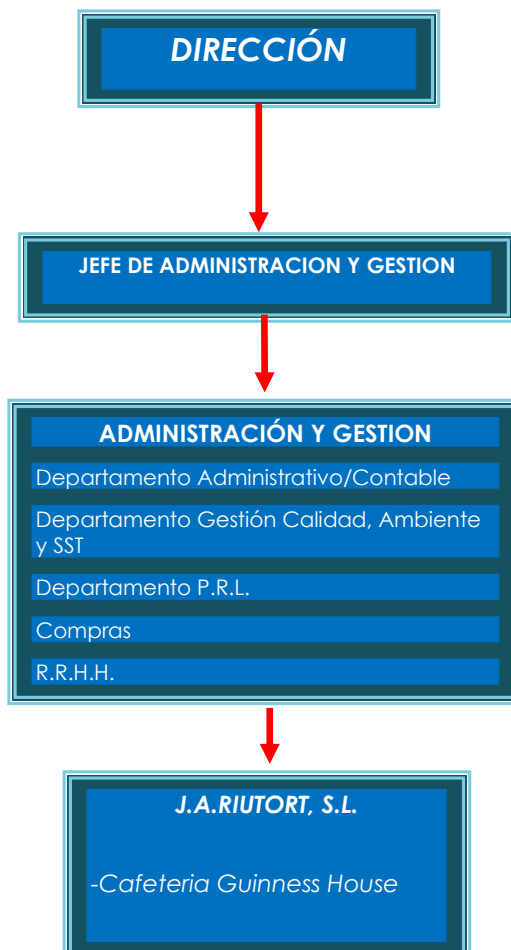 DIRECCIÓN
JEFE DE ADMINISTRACION Y GESTION
ADMINISTRACIÓN Y GESTION
Departamento Administrativo/Contable
Departamento Gestión Calidad, Ambiente
y SST
Departamento P.R.L.
Compras
R.R.H.H.
J.A.RIUTORT, S.L.
-Cafeteria Guinness House